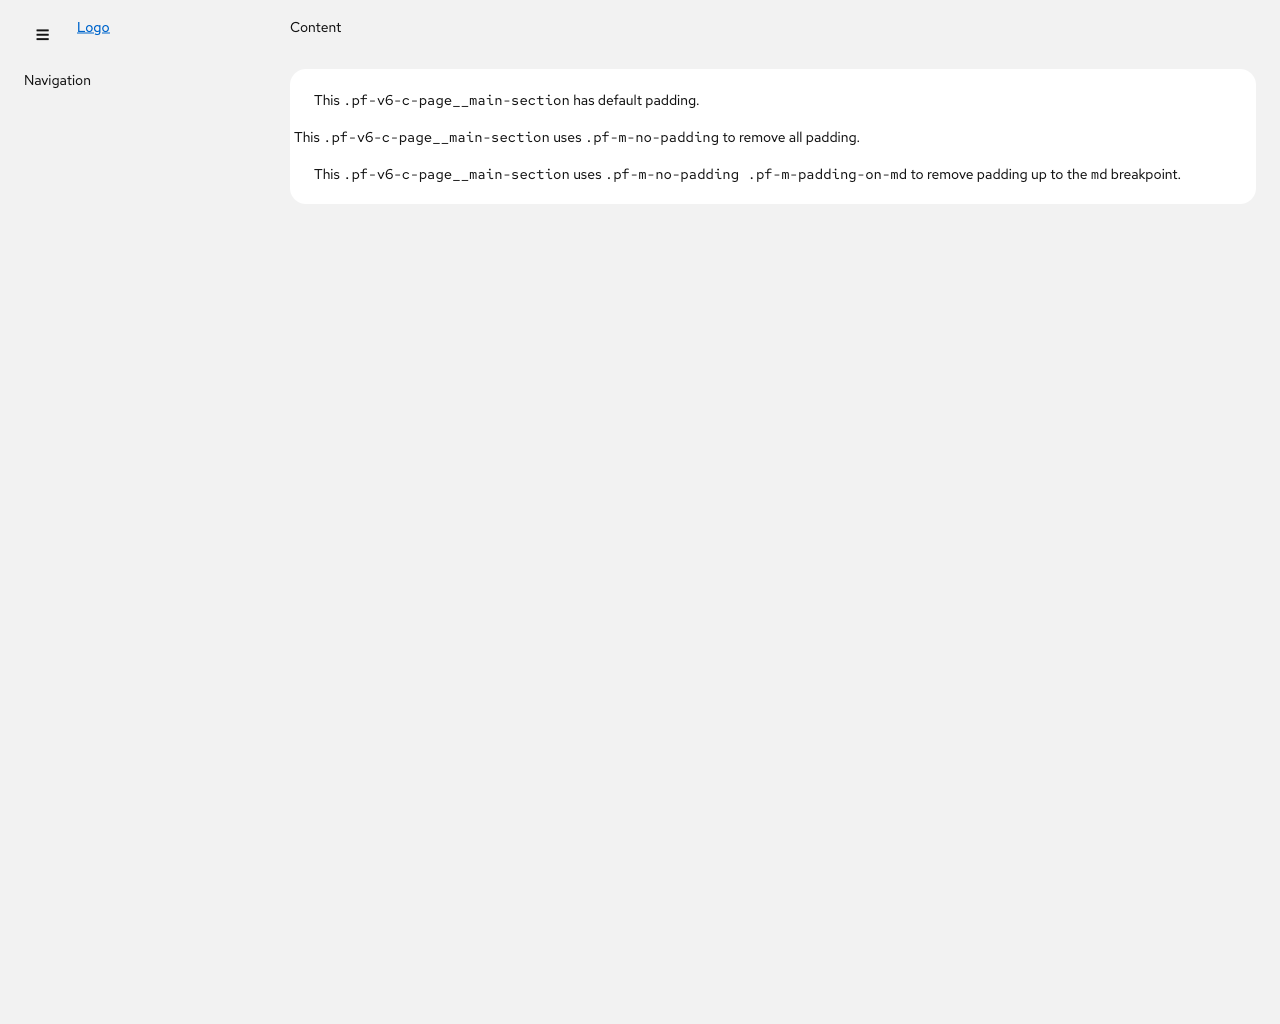 Logo
Content
Navigation
This .pf-v6-c-page__main-section has default padding.
This .pf-v6-c-page__main-section uses .pf-m-no-padding to remove all padding.
This .pf-v6-c-page__main-section uses .pf-m-no-padding .pf-m-padding-on-md to remove padding up to the md breakpoint.